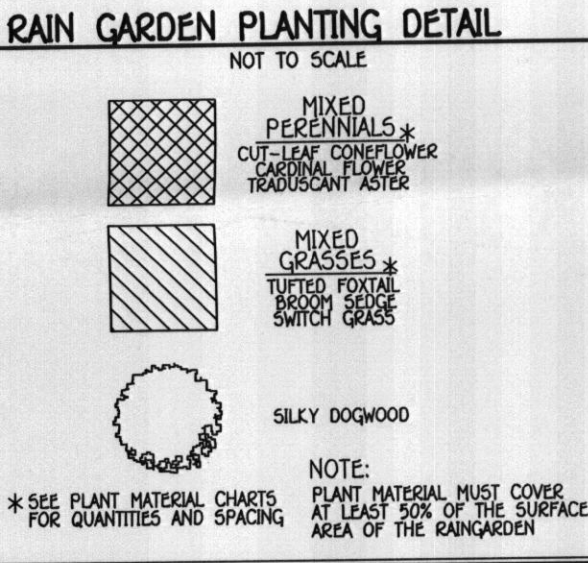 RAIN GARDEN PLANTING DETAIL
NOT TO SCALE
MIXED
PERENNIALS *
CUT-LEAF CONEFLOWER
CARDINAL FLOWER
TRADUSCANT ASTER
MIXED
GRASSES *
TUFTED FOXTAIL
BROOM SEDGE
SWITCH GRASS
SILKY DOGWOOD
* SEE PLANT MATERIAL CHARTS
FOR QUANTITIES AND SPACING
NOTE:
PLANT MATERIAL MUST COVER
AT LEAST 50% OF THE SURFACE
AREA OF THE RAINGARDEN